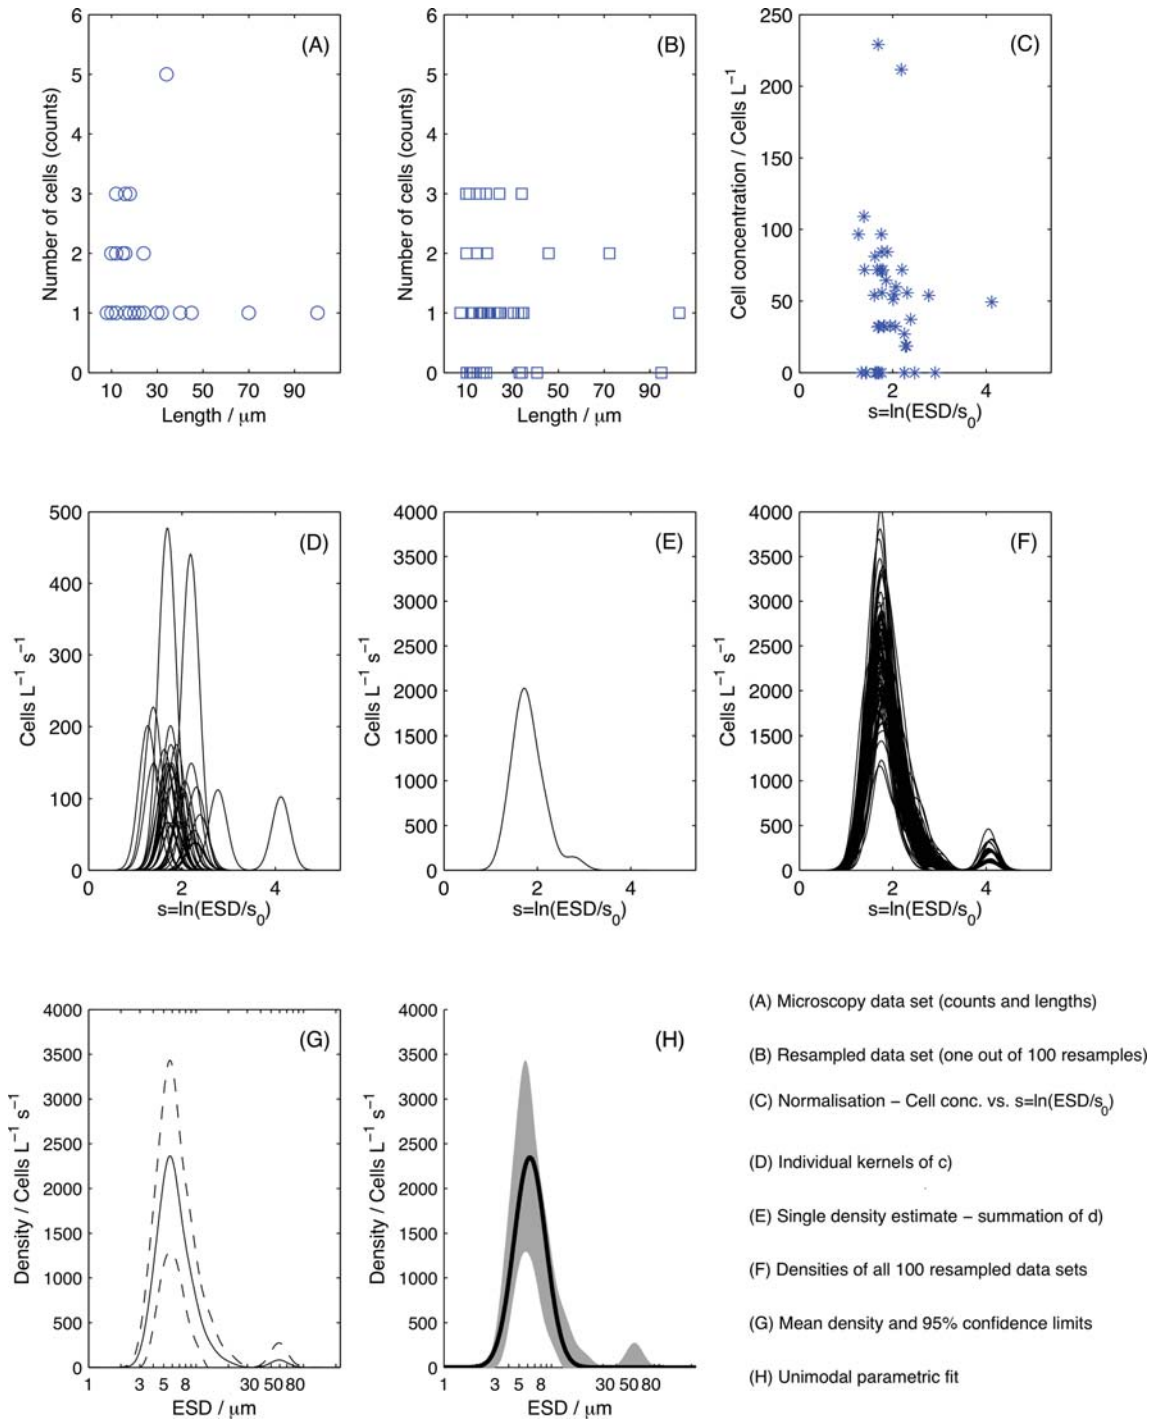 6
5
4
3
2
1
0
Number of cells (counts)
(A)
10 30 50 70 90
Length / μm
6
5
4
3
2
1
0
Number of cells (counts)
(B)
10 30 50 70 90
Length / μm
250
200
150
100
50
0
Cell concentration / Cells L⁻¹
(C)
0 2 4
s=ln(ESD/s₀)
500
400
300
200
100
0
Cells L⁻¹ s⁻¹
(D)
0 2 4
s=ln(ESD/s₀)
4000
3500
3000
2500
2000
1500
1000
500
0
Cells L⁻¹ s⁻¹
(E)
0 2 4
s=ln(ESD/s₀)
4000
3500
3000
2500
2000
1500
1000
500
0
Cells L⁻¹ s⁻¹
(F)
0 2 4
s=ln(ESD/s₀)
4000
3500
3000
2500
2000
1500
1000
500
0
Density / Cells L⁻¹ s⁻¹
(G)
1 3 5 8 30 50 80
ESD / μm
4000
3500
3000
2500
2000
1500
1000
500
0
Density / Cells L⁻¹ s⁻¹
(H)
1 3 5 8 30 50 80
ESD / μm
(A) Microscopy data set (counts and lengths)
(B) Resampled data set (one out of 100 resamples)
(C) Normalisation – Cell conc. vs. s=ln(ESD/s₀)
(D) Individual kernels of c)
(E) Single density estimate – summation of d)
(F) Densities of all 100 resampled data sets
(G) Mean density and 95% confidence limits
(H) Unimodal parametric fit